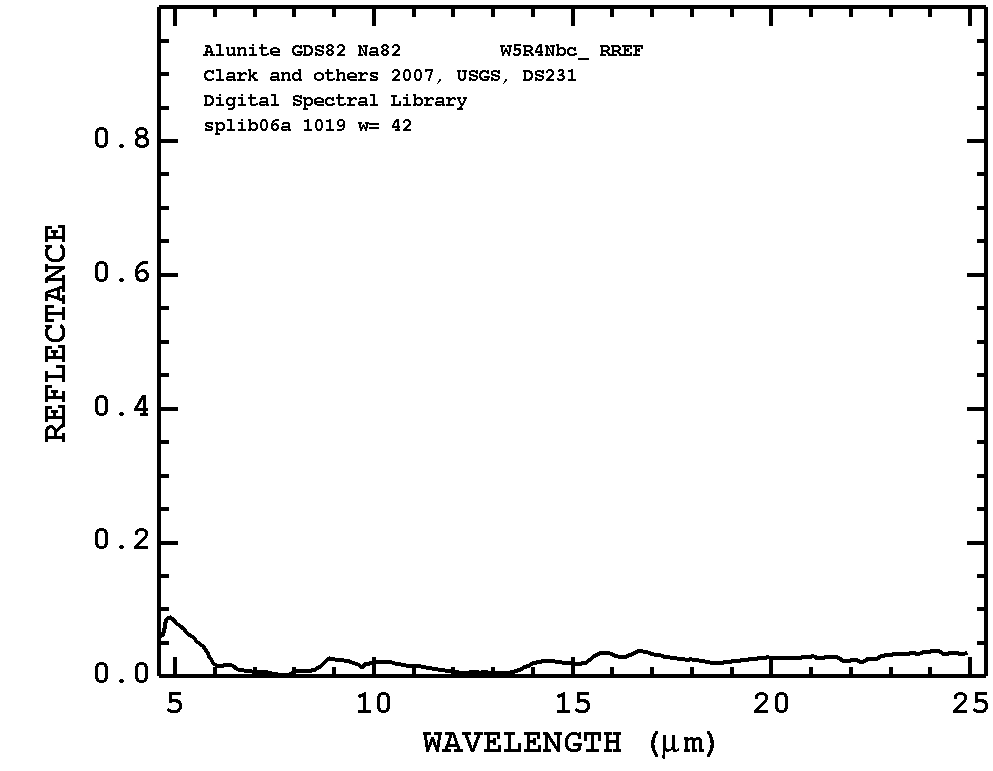 Alunite GDS82 Na82 W5R4Nbc_ RREF
Clark and others 2007, USGS, DS231
Digital Spectral Library
splib06a 1019 w= 42
0.8
0.6
0.4
0.2
0.0
REFLECTANCE
5 10 15 20 25
WAVELENGTH (μm)